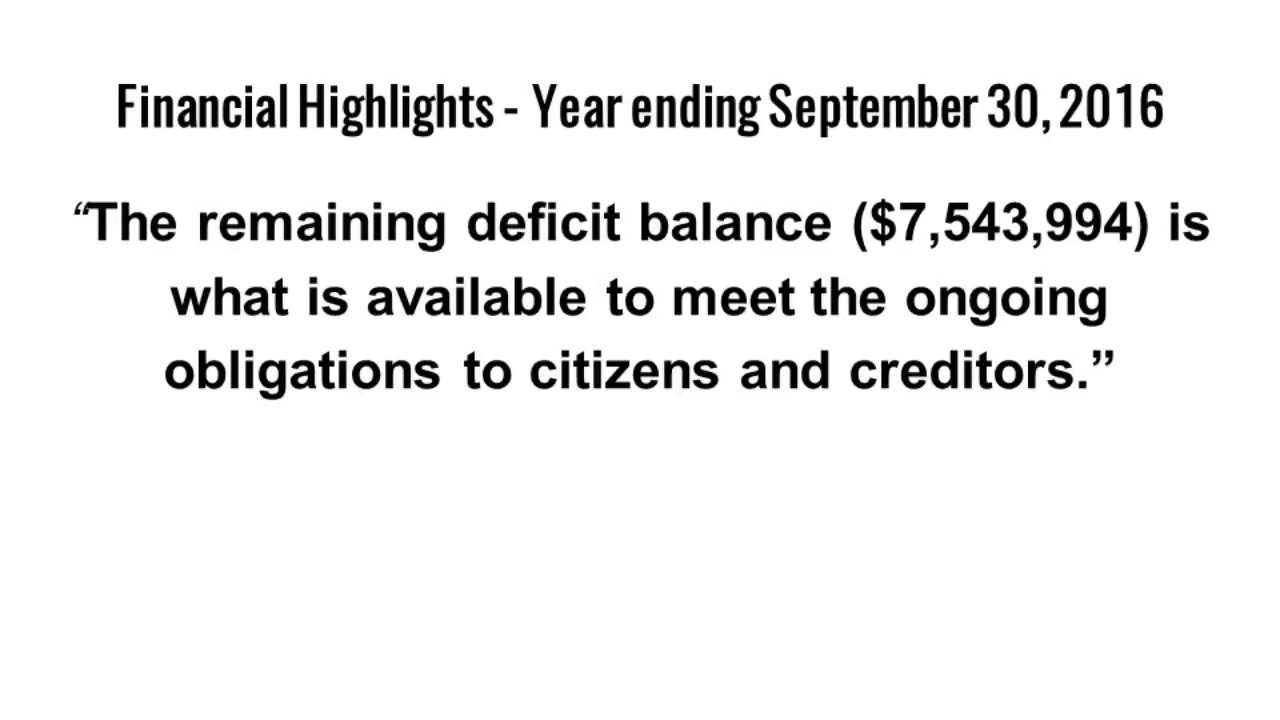 Financial Highlights - Year ending September 30, 2016
“The remaining deficit balance ($7,543,994) is
what is available to meet the ongoing
obligations to citizens and creditors.”